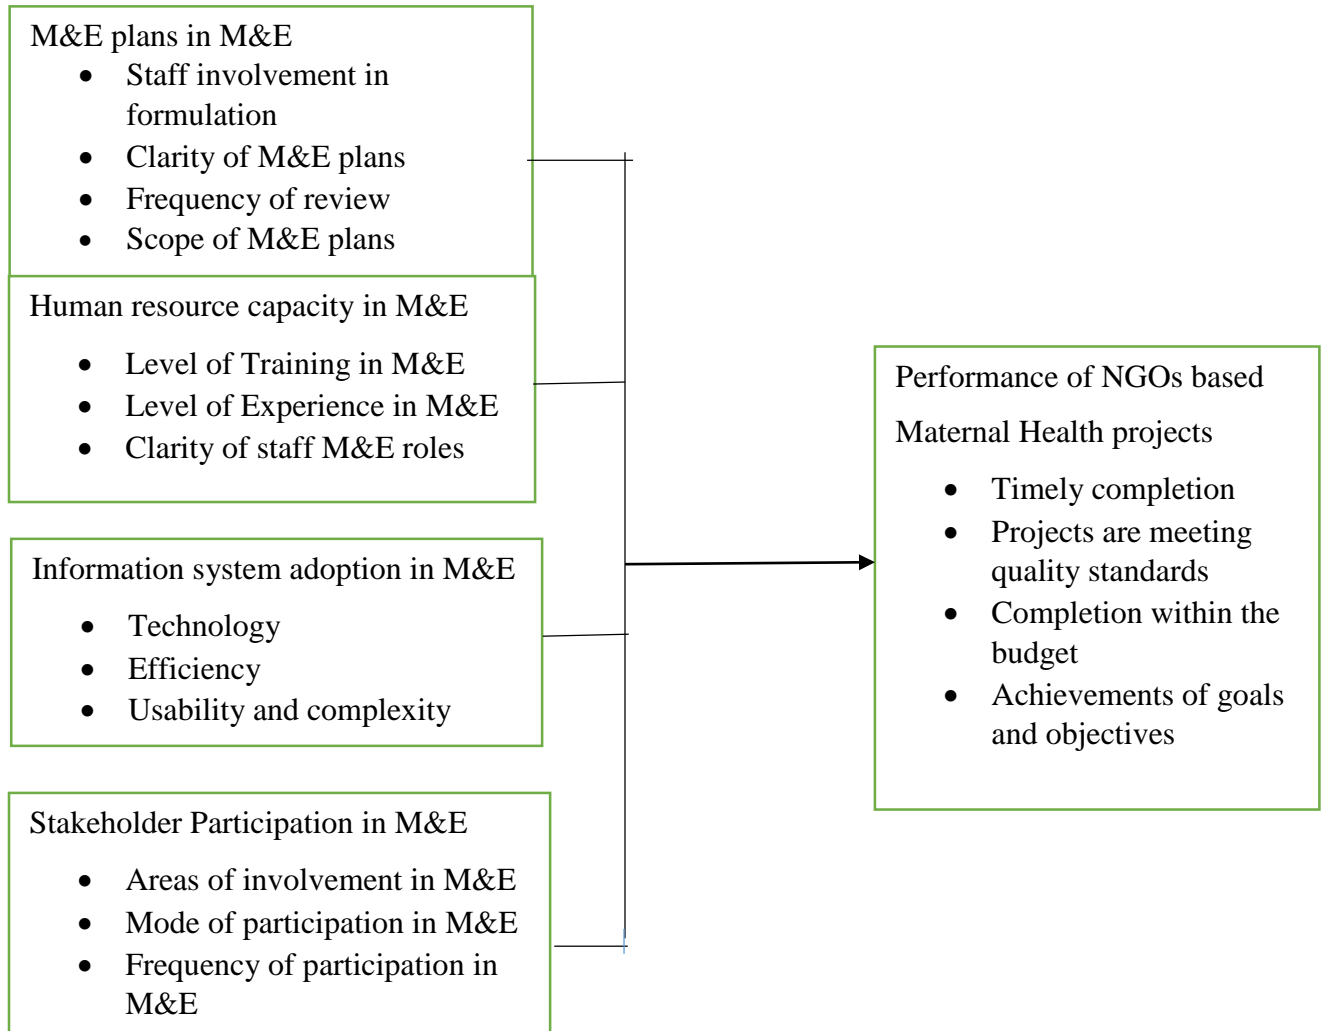 M&E plans in M&E
• Staff involvement in
formulation
• Clarity of M&E plans
• Frequency of review
• Scope of M&E plans
Human resource capacity in M&E
• Level of Training in M&E
• Level of Experience in M&E
• Clarity of staff M&E roles
Information system adoption in M&E
• Technology
• Efficiency
• Usability and complexity
Stakeholder Participation in M&E
• Areas of involvement in M&E
• Mode of participation in M&E
• Frequency of participation in
M&E
Performance of NGOs based
Maternal Health projects
• Timely completion
• Projects are meeting
quality standards
• Completion within the
budget
• Achievements of goals
and objectives